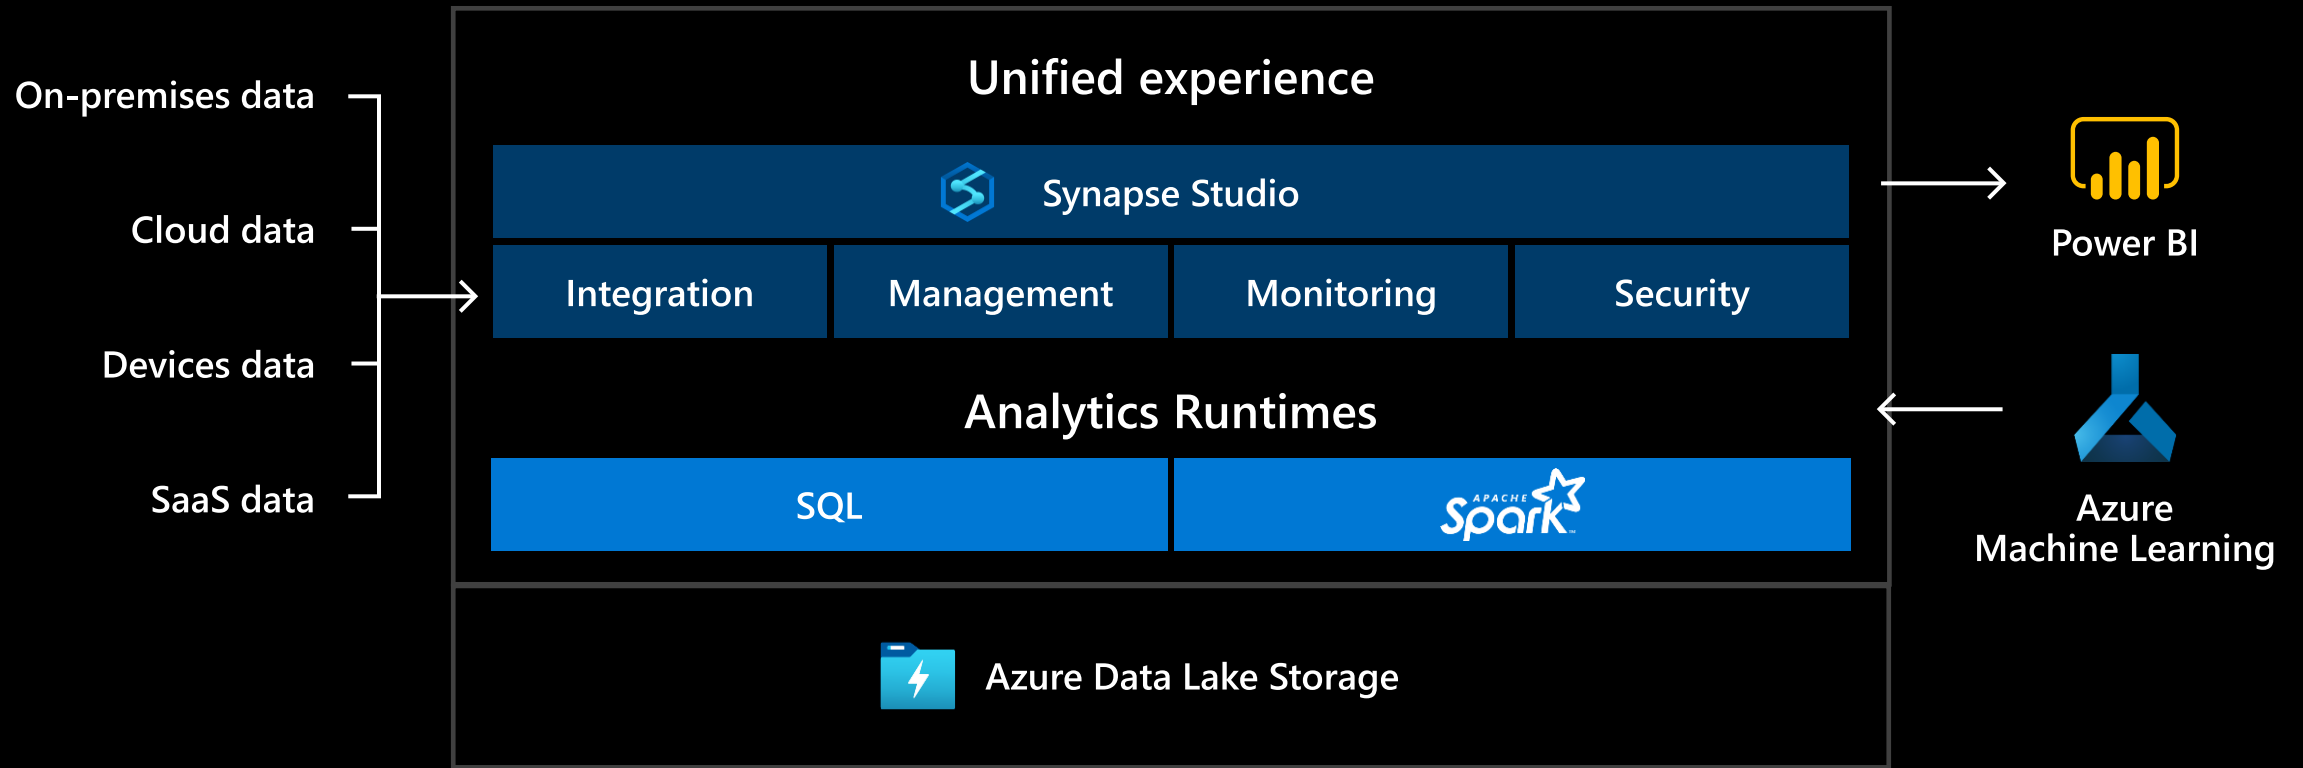 On-premises data
Cloud data
Devices data
SaaS data
Unified experience
Synapse Studio
Integration
Management
Monitoring
Security
Analytics Runtimes
SQL
APACHE
Spark™
Azure Data Lake Storage
Power BI
Azure
Machine Learning